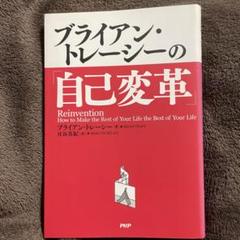 ブライアン・
トレーシーの
「自己変革」
Reinvention
How to Make the Rest of Your Life the Best of Your Life
ブライアン・トレーシー 著
PHP